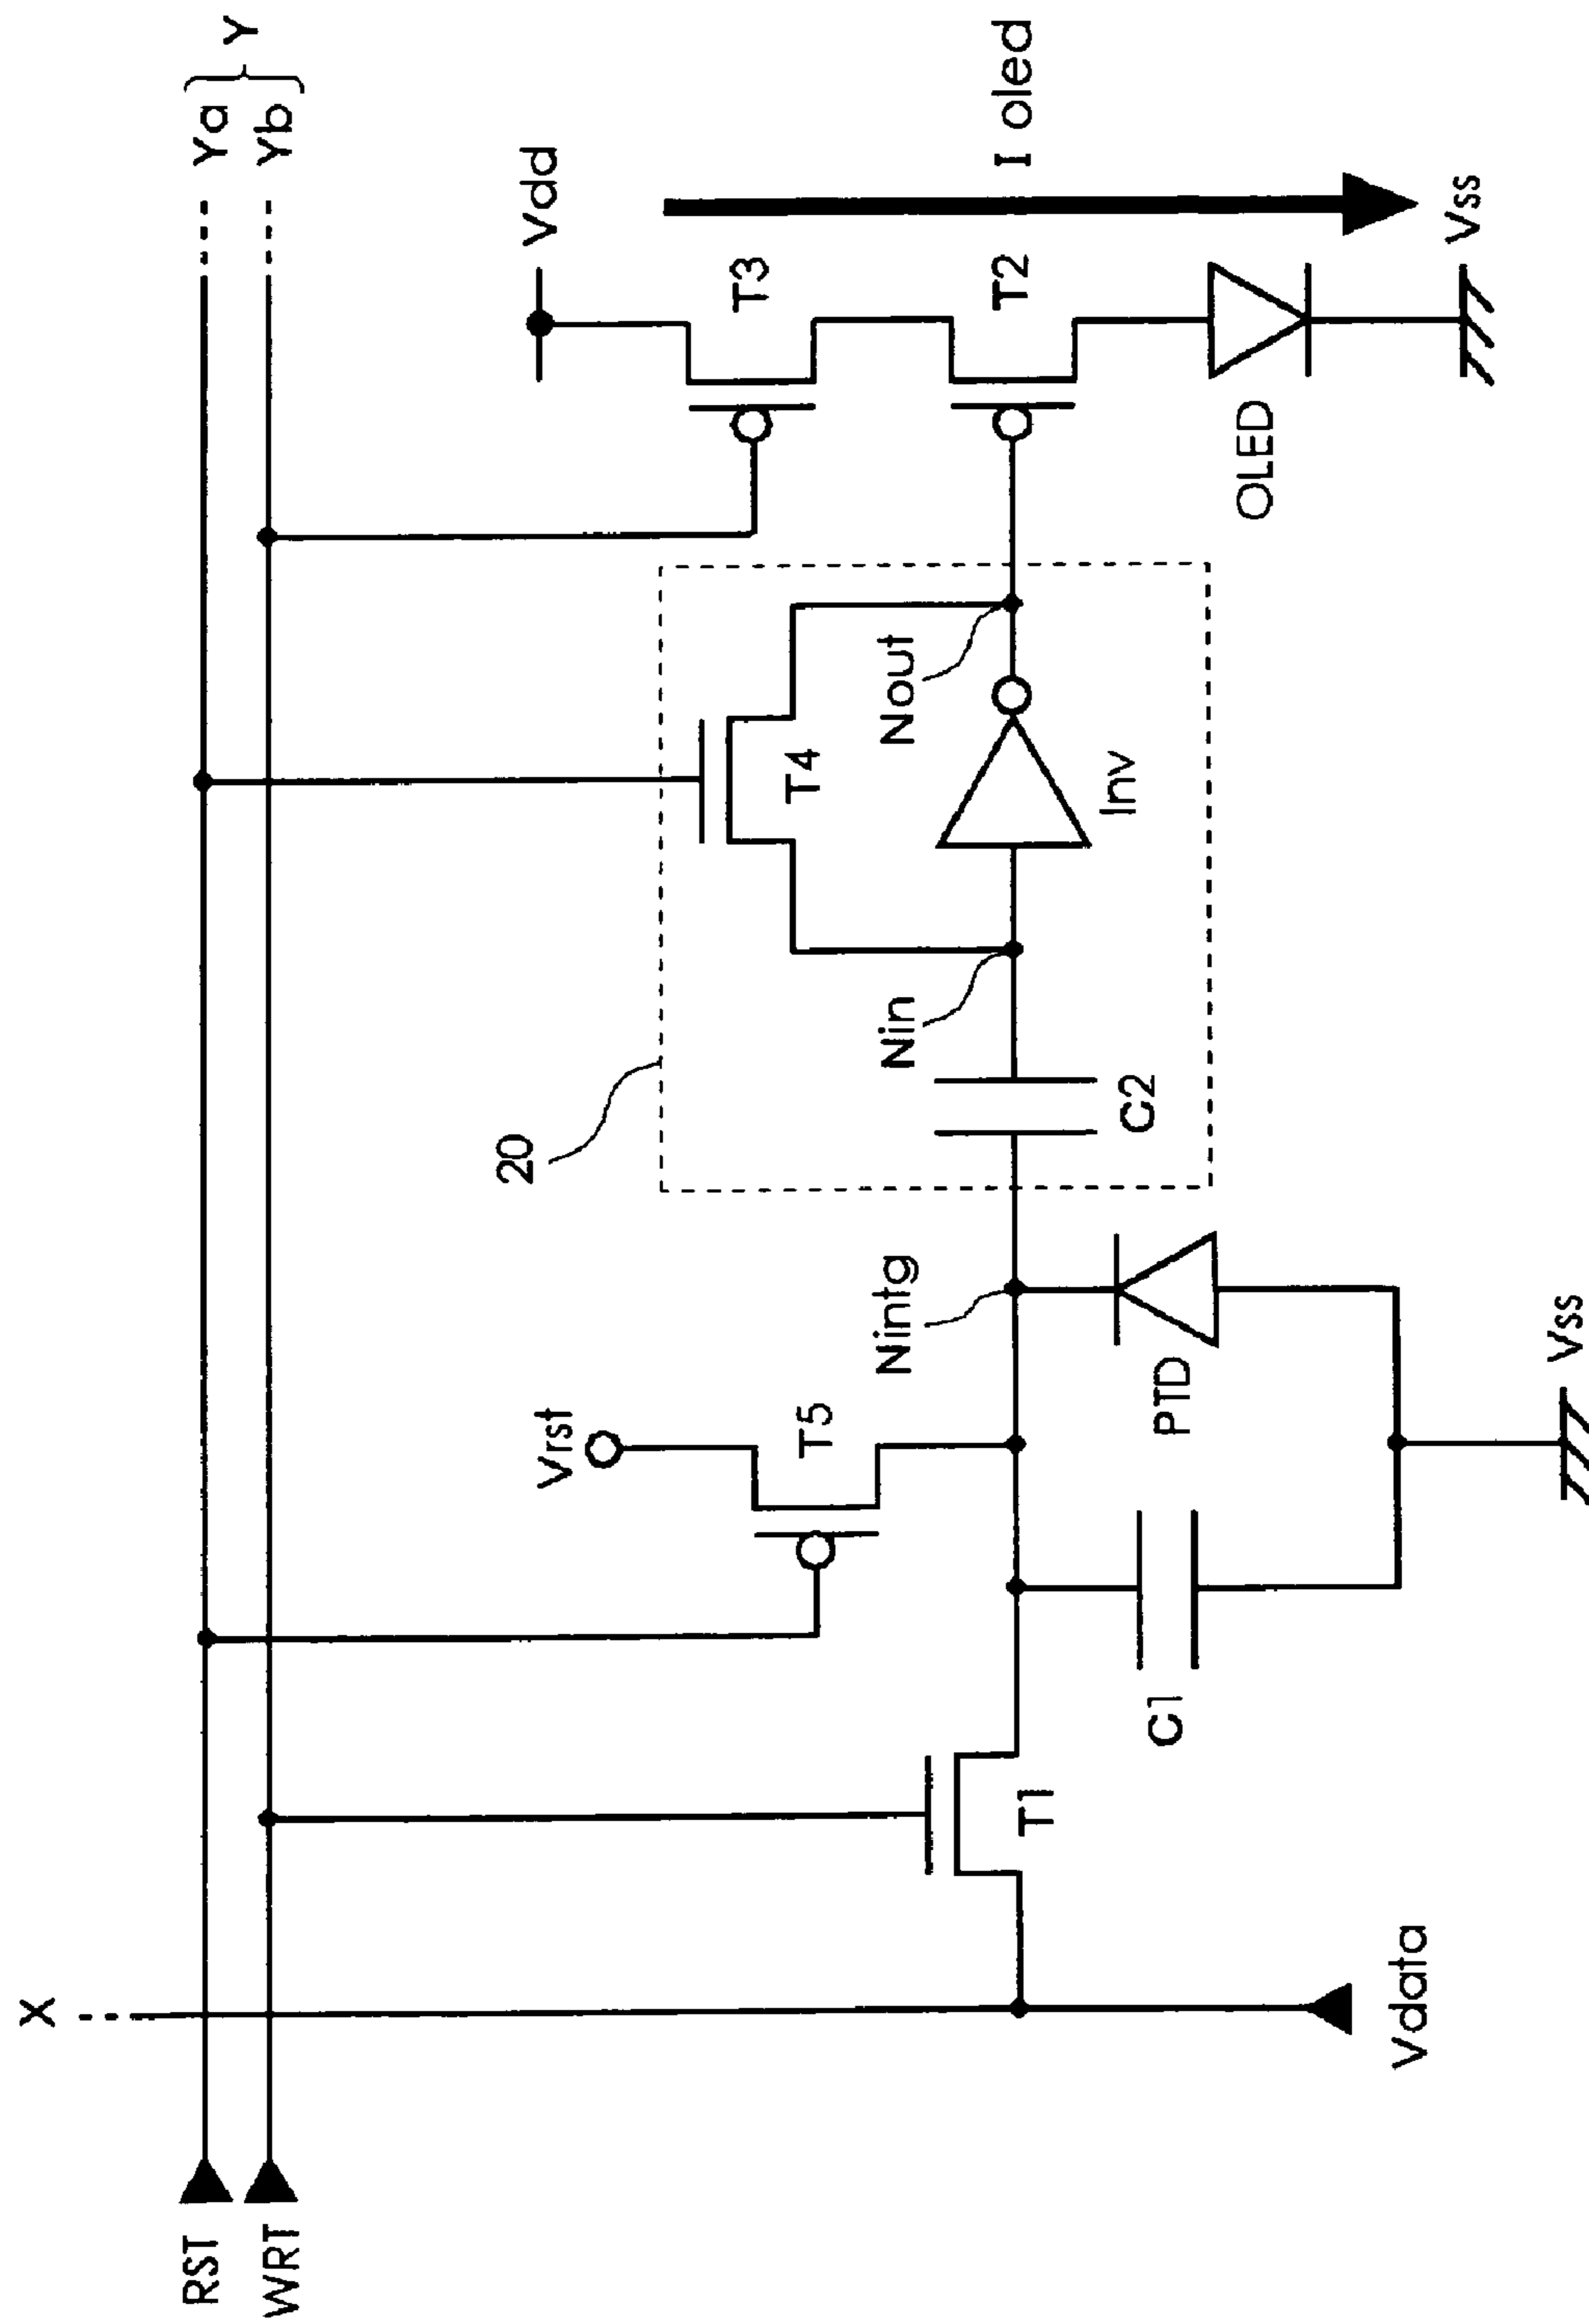 X
RST
WRT
Ya
Yb
Y
Vrst
T5
20
T4
Vdd
T3
T1
Nintg
Nin
Nout
T2
I oled
C1
PTD
C2
Inv
OLED
Vdata
Vss
Vss